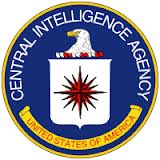 CENTRAL INTELLIGENCE AGENCY
UNITED STATES OF AMERICA